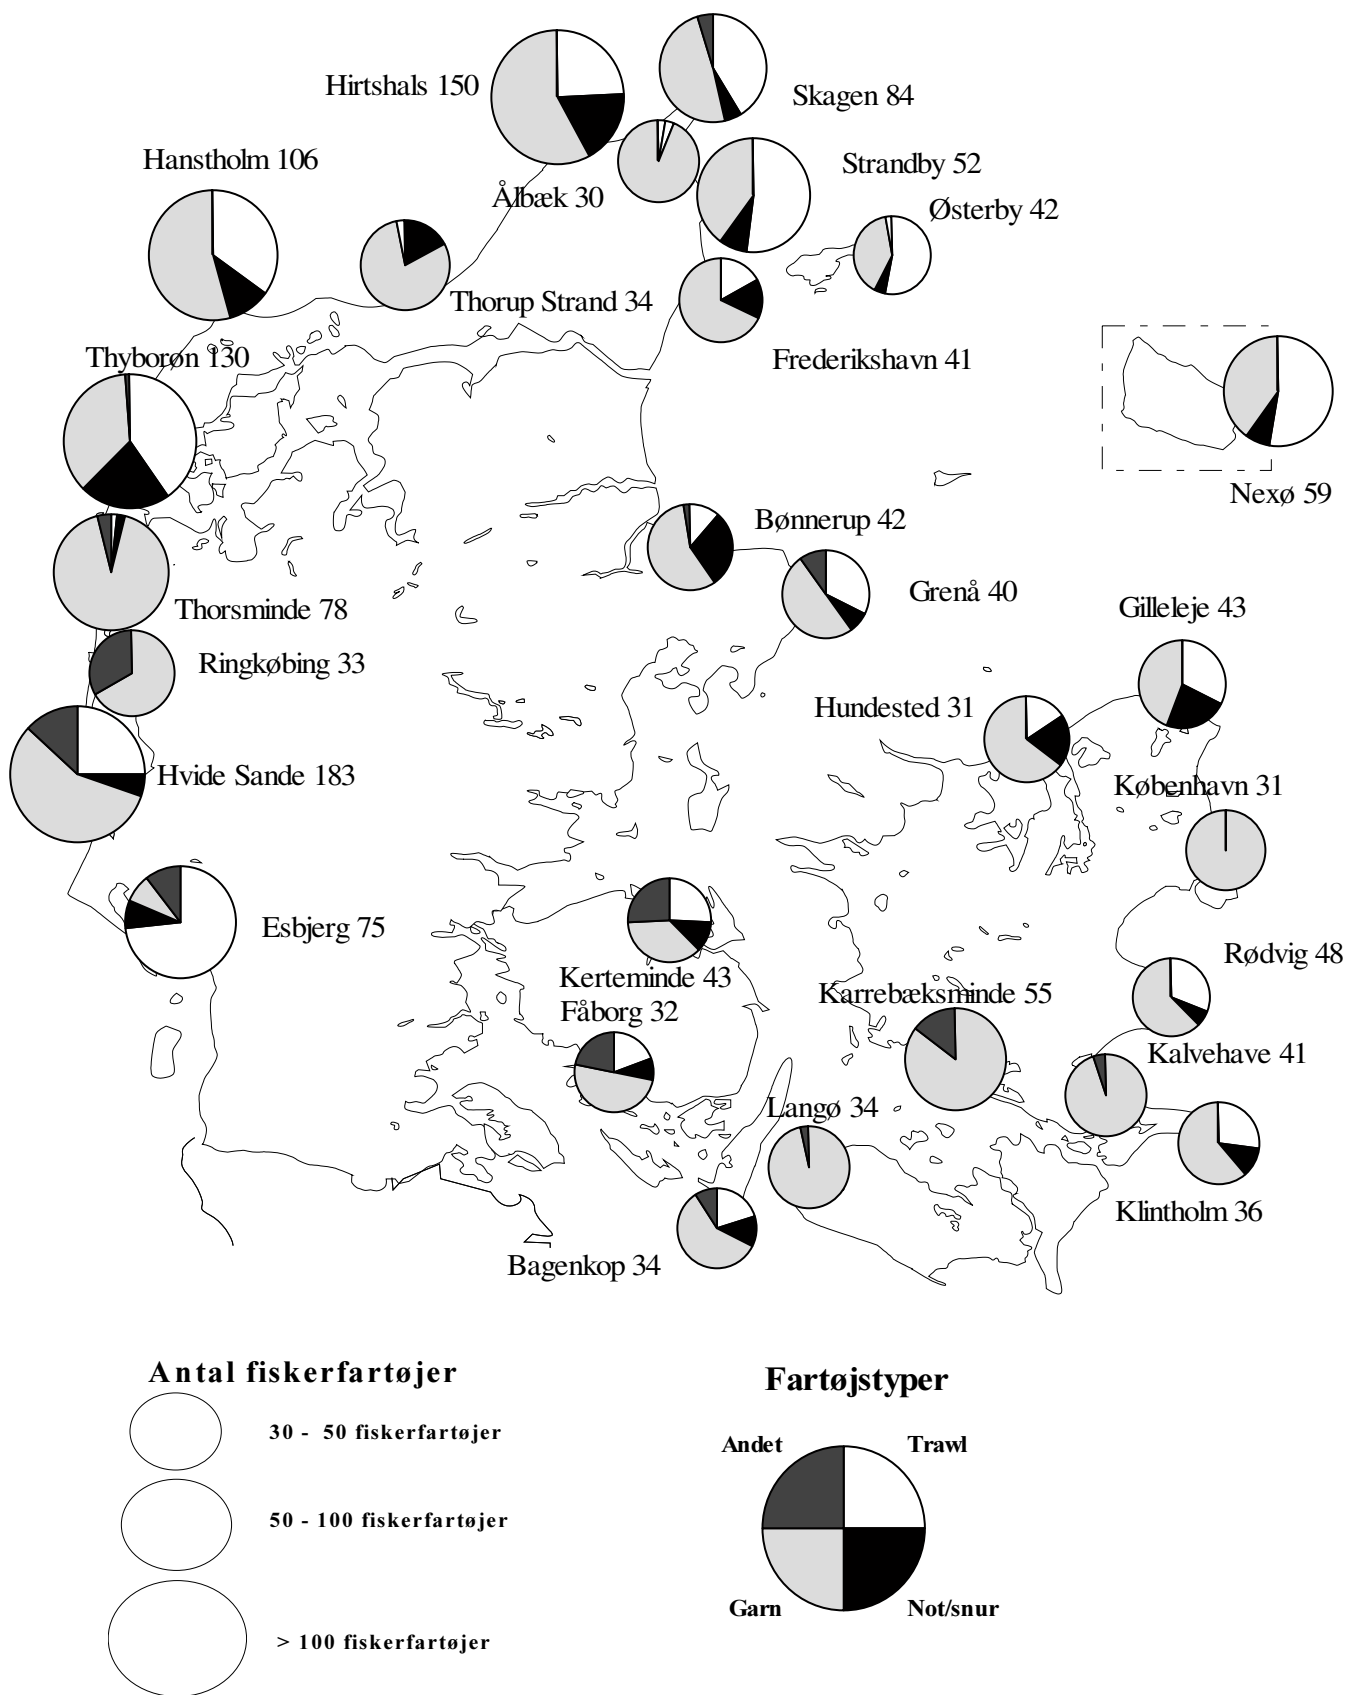 Hirtshals 150
Skagen 84
Hanstholm 106
Strandby 52
Ålbæk 30
Østerby 42
Thorup Strand 34
Thyborøn 130
Frederikshavn 41
Nexø 59
Bønnerup 42
Grenå 40
Gilleleje 43
Thorsminde 78
Ringkøbing 33
Hundested 31
Hvide Sande 183
København 31
Esbjerg 75
Rødvig 48
Kerteminde 43
Karrebæksminde 55
Fåborg 32
Kalvehave 41
Langø 34
Klintholm 36
Bagenkop 34
Antal fiskerfartøjer
30 - 50 fiskerfartøjer
50 - 100 fiskerfartøjer
> 100 fiskerfartøjer
Fartøjstyper
Andet
Trawl
Garn
Not/snur